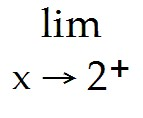 lim
x → 2⁺